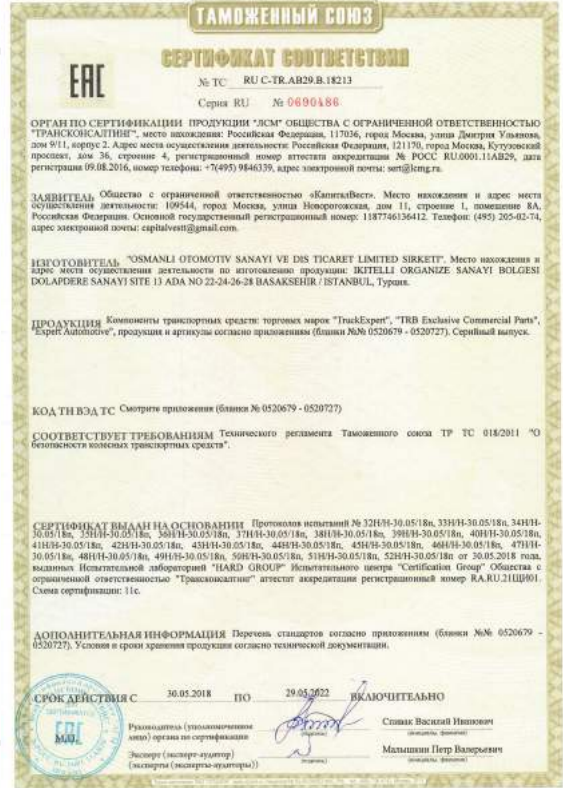 ТАМОЖЕННЫЙ СОЮЗ
СЕРТИФИКАТ СООТВЕТСТВИЯ
ЕАС
№ ТС RU C-TR.АВ29.В.18213
Серия RU № 0690486
ОРГАН ПО СЕРТИФИКАЦИИ ПРОДУКЦИИ "ЛСМ" ОБЩЕСТВА С ОГРАНИЧЕННОЙ ОТВЕТСТВЕННОСТЬЮ
"ТРАНСКОНСАЛТИНГ", место нахождения: Российская Федерация, 117036, город Москва, улица Дмитрия Ульянова,
дом 9/11, корпус 2. Адрес места осуществления деятельности: Российская Федерация, 121170, город Москва, Кутузовский
проспект, дом 36, строение 4, регистрационный номер аттестата аккредитации № РОСС RU.0001.11АВ29, дата
регистрации 09.08.2016, номер телефона: +7(495) 9846339, адрес электронной почты: sert@lcmg.ru.
ЗАЯВИТЕЛЬ Общество с ограниченной ответственностью «КапиталВест». Место нахождения и адрес места
осуществления деятельности: 109544, город Москва, улица Новорогожская, дом 11, строение 1, помещение 8А,
Российская Федерация. Основной государственный регистрационный номер: 1187746136412. Телефон: (495) 205-02-74,
адрес электронной почты: capitalvestt@gmail.com.
ИЗГОТОВИТЕЛЬ "OSMANLI OTOMOTIV SANAYI VE DIS TICARET LIMITED SIRKETI". Место нахождения и
адрес места осуществления деятельности по изготовлению продукции: IKITELLI ORGANIZE SANAYI BOLGESI
DOLAPDERE SANAYI SITE 13 ADA NO 22-24-26-28 BASAKSEHIR / ISTANBUL, Турция.
ПРОДУКЦИЯ Компоненты транспортных средств: торговых марок "TruckExpert", "TRB Exclusive Commercial Parts",
"Expert Automotive", продукция и артикулы согласно приложениям (бланки № 0520679 - 0520727). Серийный выпуск.
КОД ТН ВЭД ТС Смотрите приложения (бланки № 0520679 - 0520727)
СООТВЕТСТВУЕТ ТРЕБОВАНИЯМ Технического регламента Таможенного союза ТР ТС 018/2011 "О
безопасности колесных транспортных средств".
СЕРТИФИКАТ ВЫДАН НА ОСНОВАНИИ Протоколов испытаний № 32Н/Н-30.05/18п, 33Н/Н-30.05/18п, 34Н/Н-
30.05/18п, 35Н/Н-30.05/18п, 36Н/Н-30.05/18п, 37Н/Н-30.05/18п, 38Н/Н-30.05/18п, 39Н/Н-30.05/18п, 40Н/Н-30.05/18п,
41Н/Н-30.05/18п, 42Н/Н-30.05/18п, 43Н/Н-30.05/18п, 44Н/Н-30.05/18п, 45Н/Н-30.05/18п, 46Н/Н-30.05/18п, 47Н/Н-
30.05/18п, 48Н/Н-30.05/18п, 49Н/Н-30.05/18п, 50Н/Н-30.05/18п, 51Н/Н-30.05/18п, 52Н/Н-30.05/18п от 30.05.2018 года,
выданных Испытательной лабораторией "HARD GROUP" Испытательного центра "Certification Group" Общества с
ограниченной ответственностью "Трансконсалтинг" аттестат аккредитации регистрационный номер RA.RU.21ЩИ01.
Схема сертификации: 11с.
ДОПОЛНИТЕЛЬНАЯ ИНФОРМАЦИЯ Перечень стандартов согласно приложениям (бланки №№ 0520679 -
0520727). Условия и сроки хранения продукции согласно технической документации.
СРОК ДЕЙСТВИЯ С 30.05.2018 ПО 29.05.2022 ВКЛЮЧИТЕЛЬНО
М.П.
Руководитель (уполномоченное
лицо) органа по сертификации
(подпись)
Спивак Василий Иванович
(инициалы, фамилия)
Эксперт (эксперт-аудитор)
(эксперты (эксперты-аудиторы))
(подпись)
Малышкин Петр Валерьевич
(инициалы, фамилия)